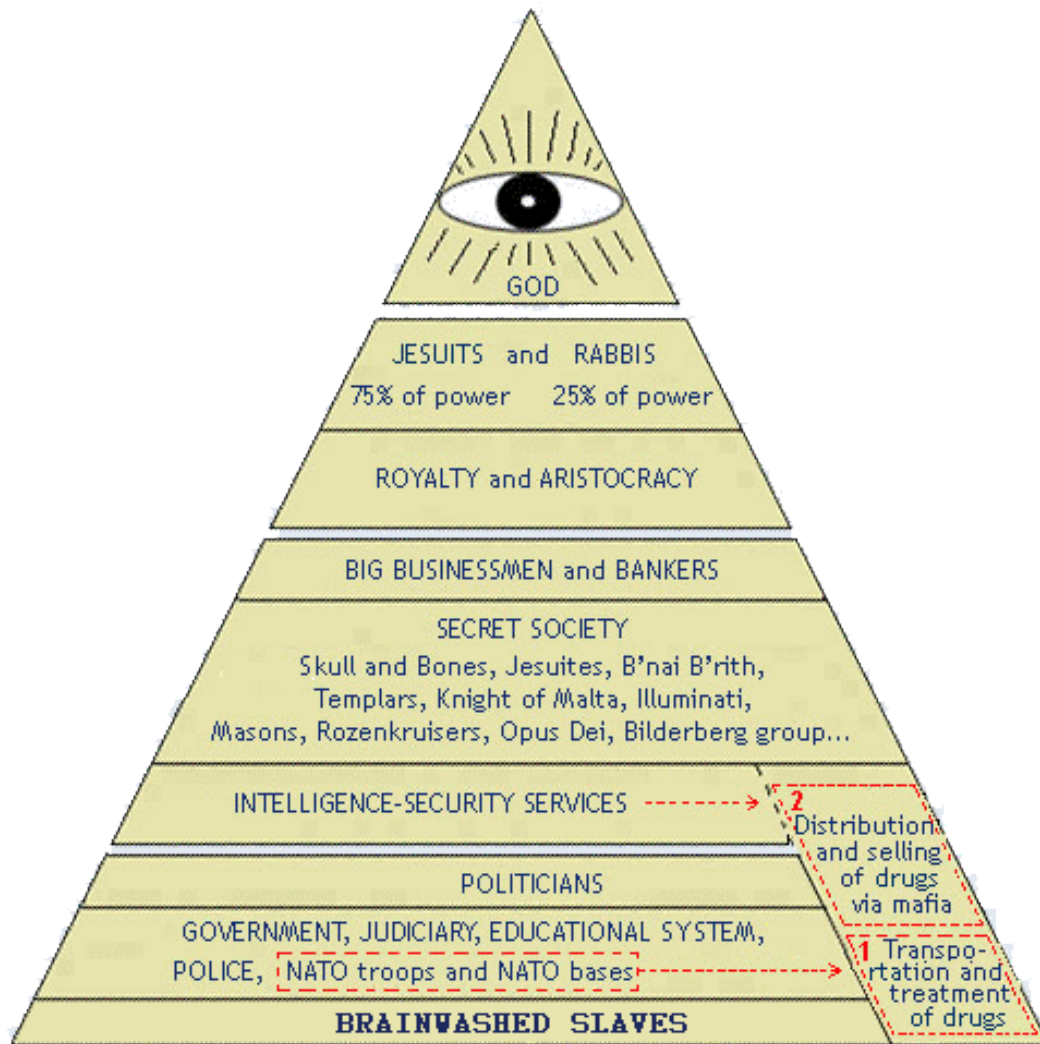 GOD
JESUITS and RABBIS
75% of power 25% of power
ROYALTY and ARISTOCRACY
BIG BUSINESSMEN and BANKERS
SECRET SOCIETY
Skull and Bones, Jesuites, B'nai B'rith,
Templars, Knight of Malta, Illuminati,
Masons, Rozenkruisers, Opus Dei, Bilderberg group...
INTELLIGENCE-SECURITY SERVICES
2
Distribution
and selling
of drugs
via mafia
POLITICIANS
GOVERNMENT, JUDICIARY, EDUCATIONAL SYSTEM,
POLICE, NATO troops and NATO bases
1 Transpo-
rtation and
treatment
of drugs
BRAINWASHED SLAVES